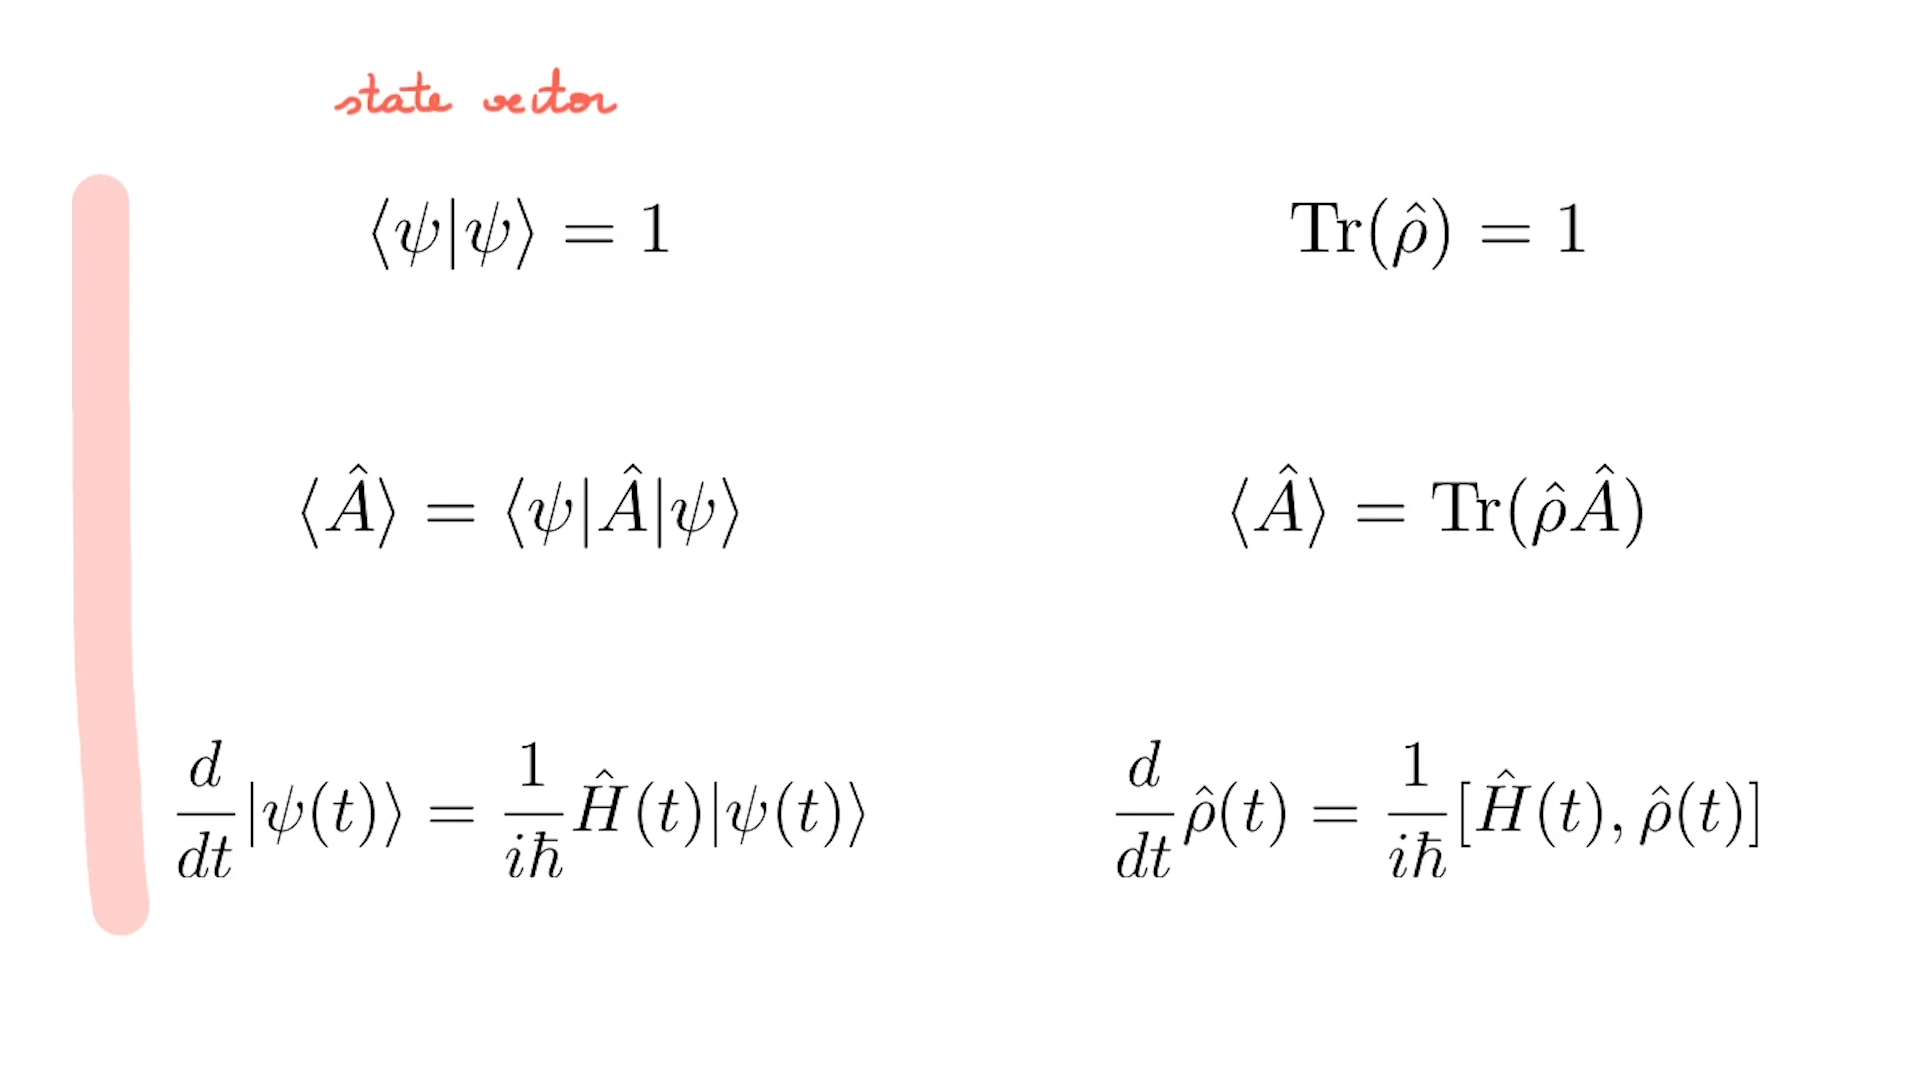 state vector
⟨ψ|ψ⟩ = 1
Tr(ρ̂) = 1
⟨Â⟩ = ⟨ψ|Â|ψ⟩
⟨Â⟩ = Tr(ρ̂Â)
d/dt |ψ(t)⟩ = 1/iħ Ĥ(t)|ψ(t)⟩
d/dt ρ̂(t) = 1/iħ [Ĥ(t), ρ̂(t)]